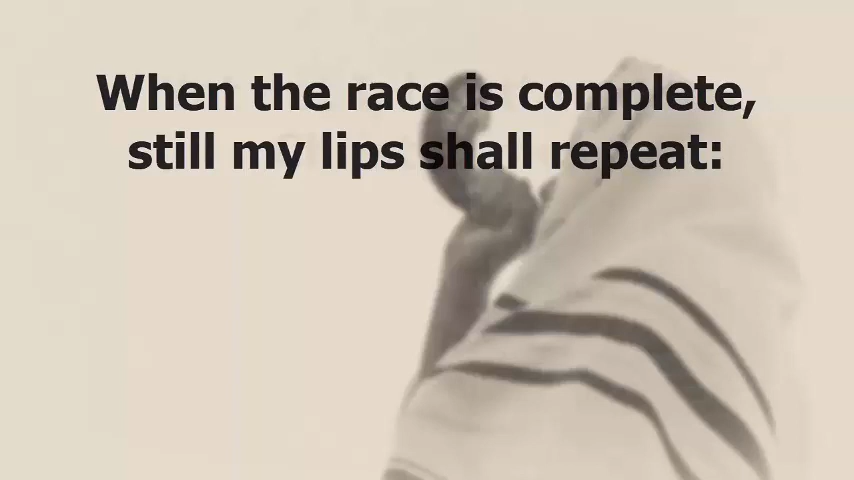 When the race is complete,
still my lips shall repeat: